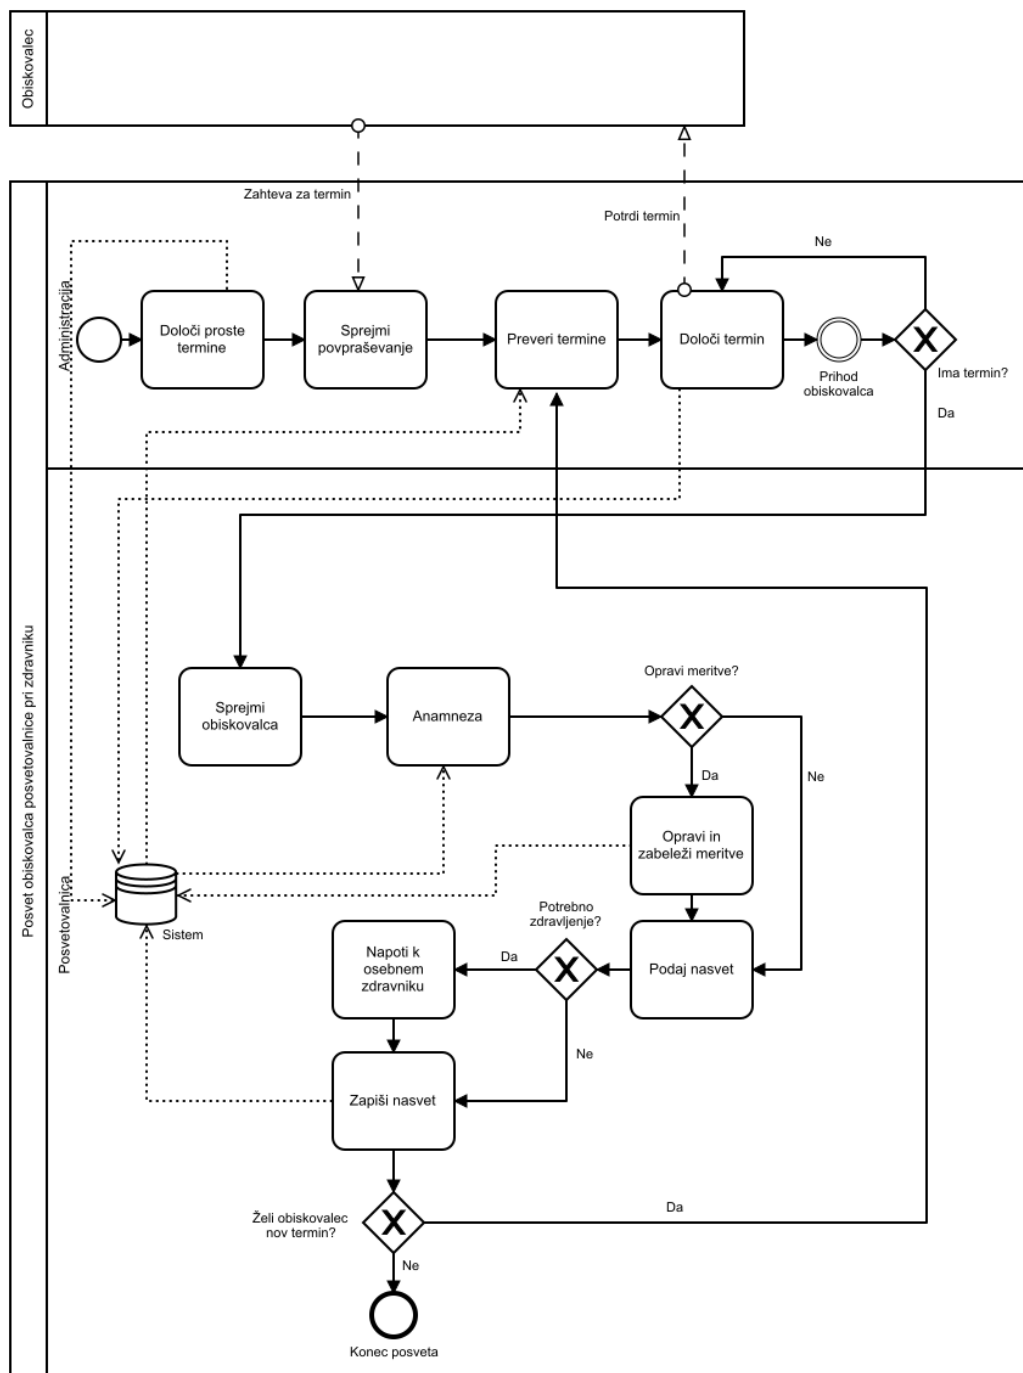 Obiskovalec
Zahteva za termin
Potrdi termin
Posvet obiskovalca posvetovalnice pri zdravniku
Administracija
Določi proste
termine
Sprejmi
povpraševanje
Preveri termine
Določi termin
Prihod
obiskovalca
Ne
Ima termin?
Da
Posvetovalnica
Sprejmi
obiskovalca
Anamneza
Opravi meritve?
Da
Ne
Opravi in
zabeleži meritve
Sistem
Podaj nasvet
Potrebno
zdravljenje?
Da
Ne
Napoti k
osebnem
zdravniku
Zapiši nasvet
Želi obiskovalec
nov termin?
Da
Ne
Konec posveta